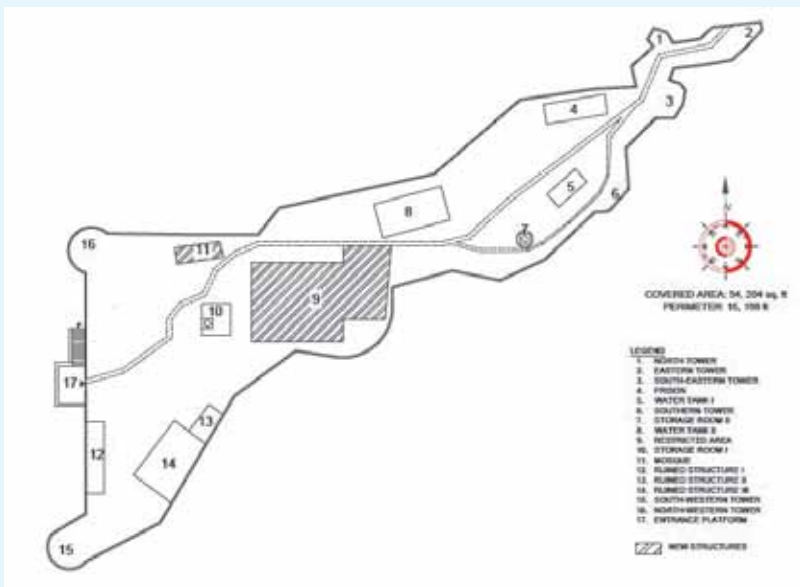 1
2
3
4
5
6
7
8
9
10
11
12
13
14
15
16
17
N
COVERED AREA: 54, 204 sq. ft
PERIMETER: 15, 198 ft
LEGEND
1. NORTH TOWER
2. EASTERN TOWER
3. SOUTH-EASTERN TOWER
4. PRISON
5. WATER TANK I
6. SOUTHERN TOWER
7. STORAGE ROOM II
8. WATER TANK II
9. RESTRICTED AREA
10. STORAGE ROOM I
11. MOSQUE
12. RUINED STRUCTURE I
13. RUINED STRUCTURE II
14. RUINED STRUCTURE III
15. SOUTH-WESTERN TOWER
16. NORTH-WESTERN TOWER
17. ENTRANCE PLATFORM
NEW STRUCTURES